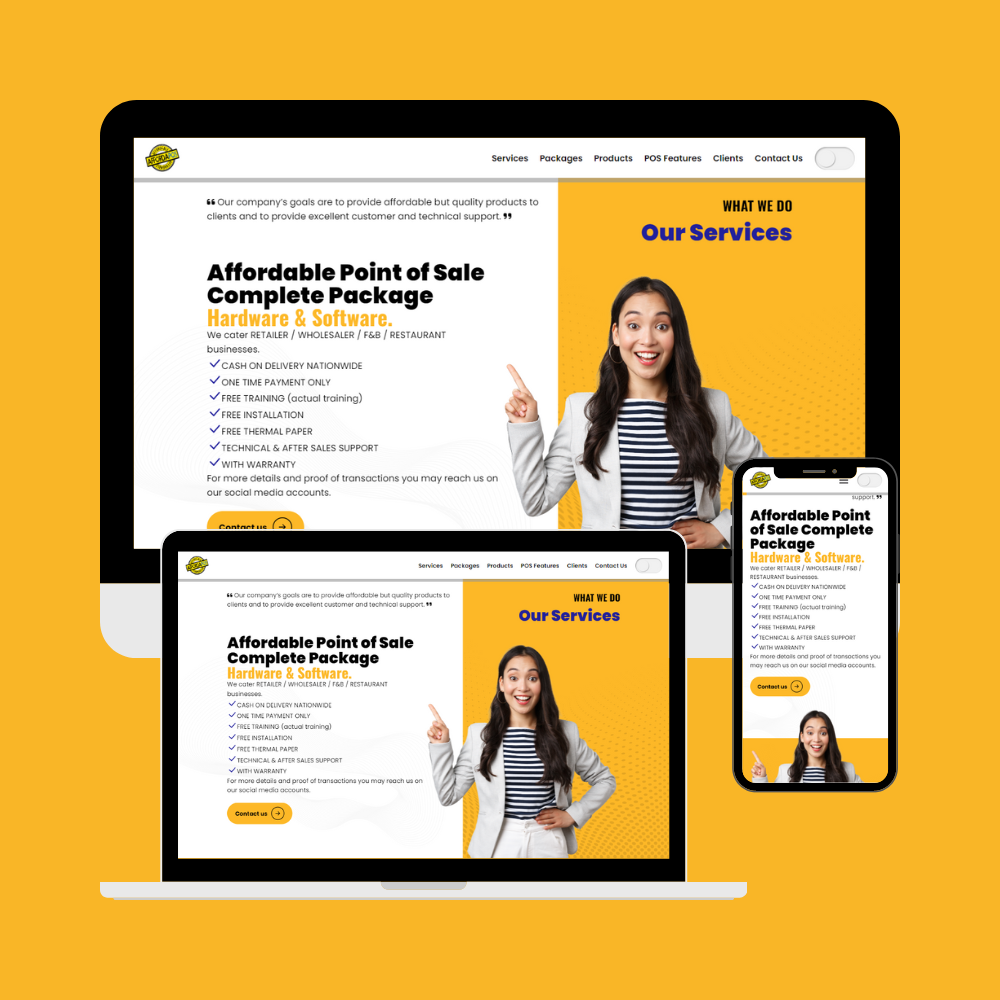 Services Packages Products POS Features Clients Contact Us
❝ Our company's goals are to provide affordable but quality products to
clients and to provide excellent customer and technical support. ❞
Affordable Point of Sale
Complete Package
Hardware & Software.
We cater RETAILER / WHOLESALER / F&B / RESTAURANT
businesses.
CASH ON DELIVERY NATIONWIDE
ONE TIME PAYMENT ONLY
FREE TRAINING (actual training)
FREE INSTALLATION
FREE THERMAL PAPER
TECHNICAL & AFTER SALES SUPPORT
WITH WARRANTY
For more details and proof of transactions you may reach us on
our social media accounts.
Contact us
WHAT WE DO
Our Services
Services Packages Products POS Features Clients Contact Us
❝ Our company's goals are to provide affordable but quality products to
clients and to provide excellent customer and technical support. ❞
Affordable Point of Sale
Complete Package
Hardware & Software.
We cater RETAILER / WHOLESALER / F&B / RESTAURANT
businesses.
CASH ON DELIVERY NATIONWIDE
ONE TIME PAYMENT ONLY
FREE TRAINING (actual training)
FREE INSTALLATION
FREE THERMAL PAPER
TECHNICAL & AFTER SALES SUPPORT
WITH WARRANTY
For more details and proof of transactions you may reach us on
our social media accounts.
Contact us
WHAT WE DO
Our Services
support. ❞
Affordable Point
of Sale Complete
Package
Hardware & Software.
We cater RETAILER / WHOLESALER / F&B /
RESTAURANT businesses.
CASH ON DELIVERY NATIONWIDE
ONE TIME PAYMENT ONLY
FREE TRAINING (actual training)
FREE INSTALLATION
FREE THERMAL PAPER
TECHNICAL & AFTER SALES SUPPORT
WITH WARRANTY
For more details and proof of transactions you
may reach us on our social media accounts.
Contact us